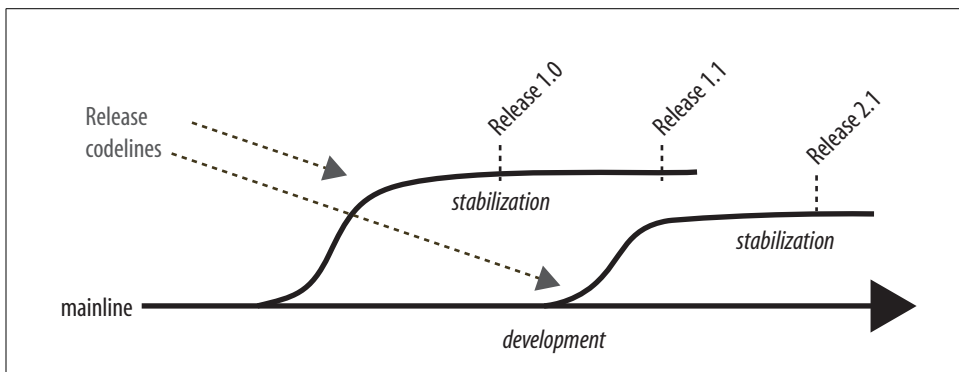 Release 1.0
Release 1.1
Release 2.1
Release
codelines
stabilization
stabilization
mainline
development